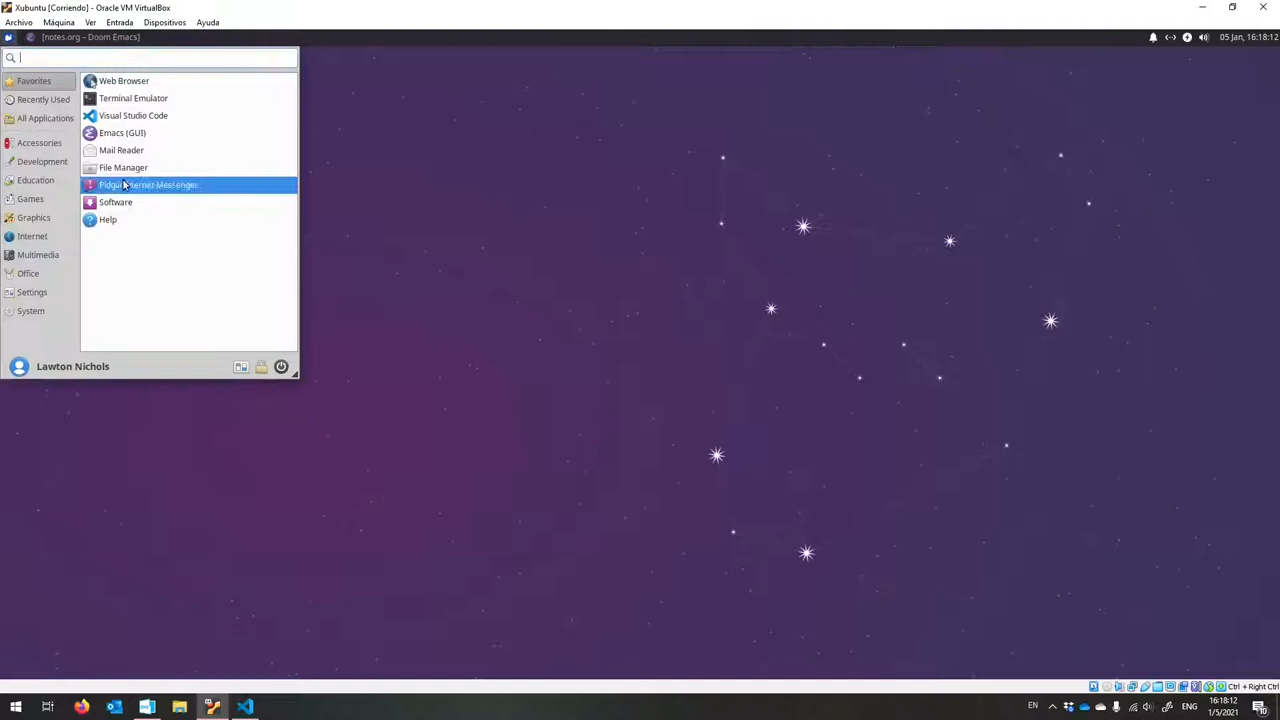 Xubuntu [Corriendo] - Oracle VM VirtualBox
Archivo Máquina Ver Entrada Dispositivos Ayuda
[notes.org – Doom Emacs] 05 Jan, 16:18:12
Favorites
Recently Used
All Applications
Accessories
Development
Education
Games
Graphics
Internet
Multimedia
Office
Settings
System
Web Browser
Terminal Emulator
Visual Studio Code
Emacs (GUI)
Mail Reader
File Manager
Messenger
Software
Help
Lawton Nichols
Ctrl + Right Ctrl
EN ENG 16:18:12
1/5/2021
10